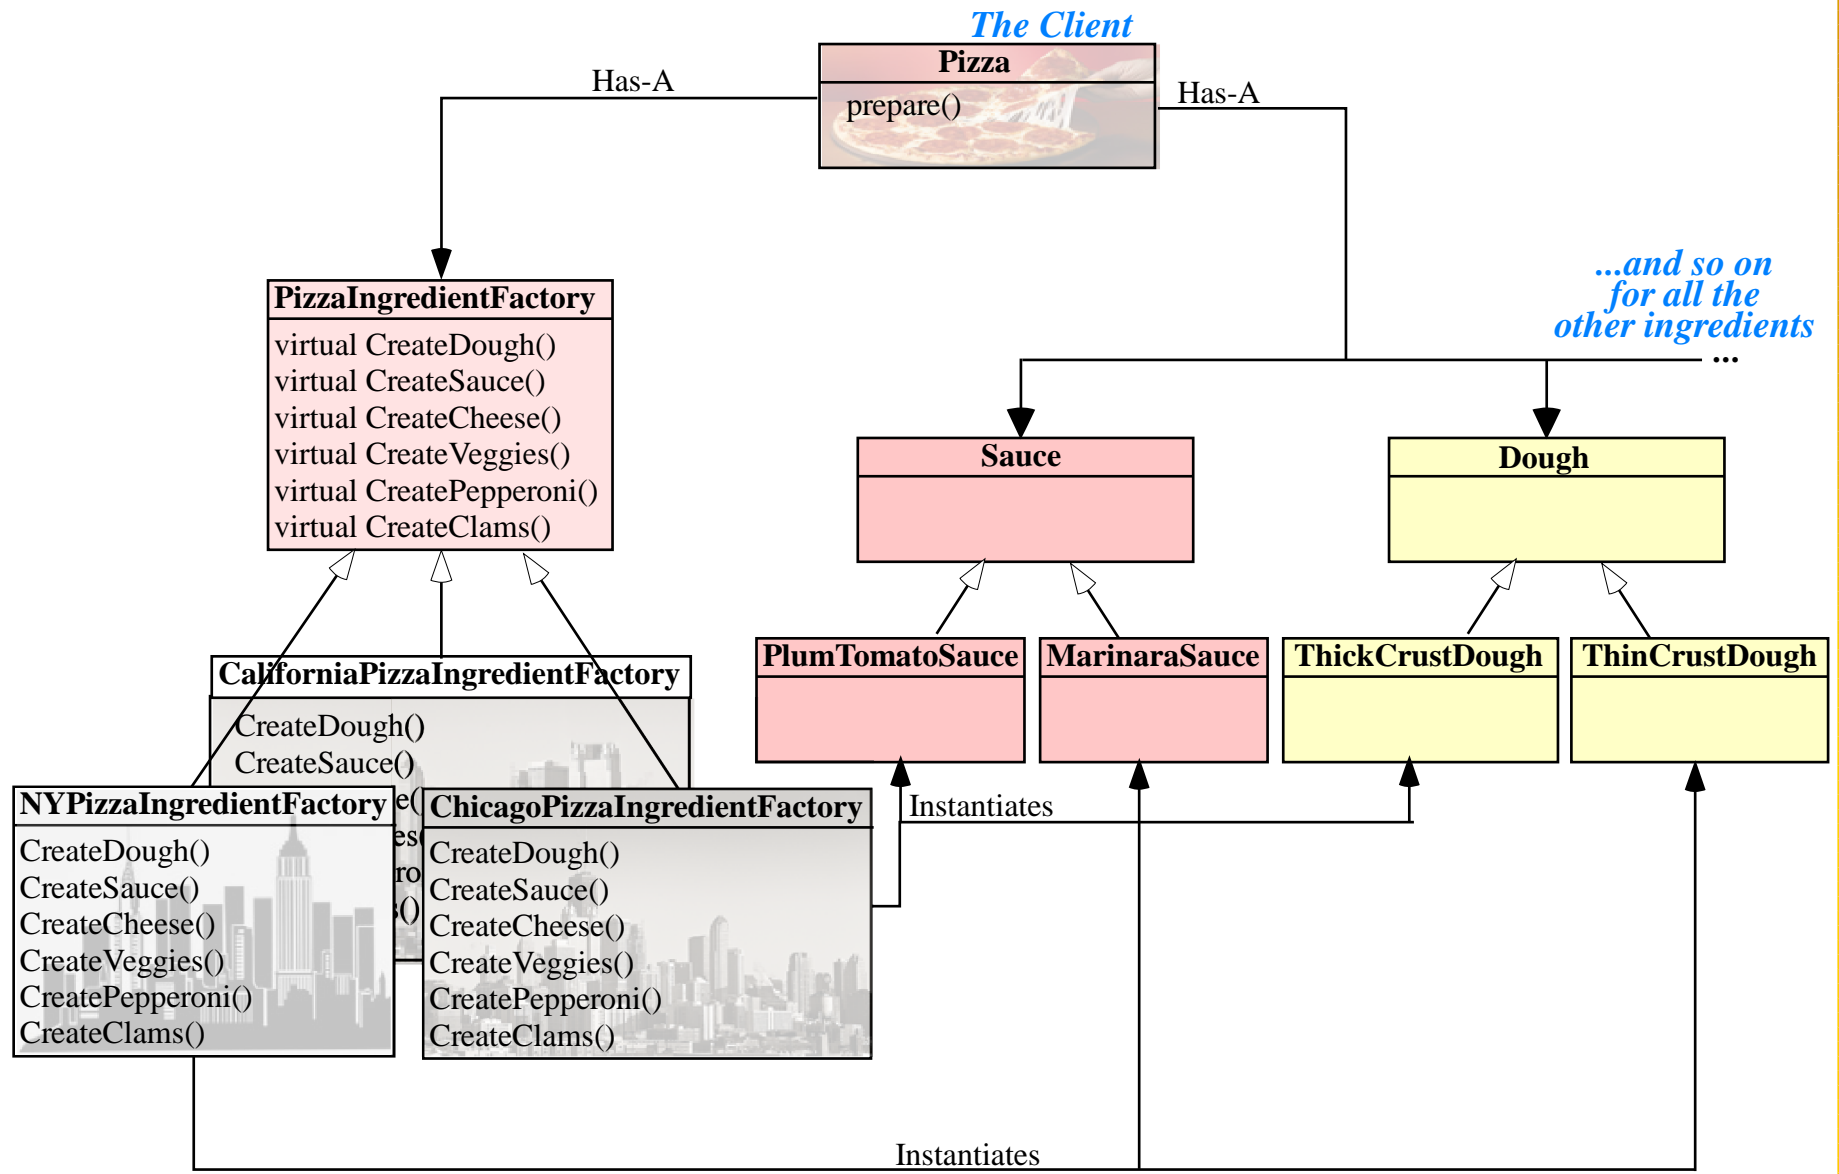 The Client
Pizza
prepare()
Has-A
Has-A
...and so on
for all the
other ingredients
...
PizzaIngredientFactory
virtual CreateDough()
virtual CreateSauce()
virtual CreateCheese()
virtual CreateVeggies()
virtual CreatePepperoni()
virtual CreateClams()
Sauce
Dough
PlumTomatoSauce
MarinaraSauce
ThickCrustDough
ThinCrustDough
CaliforniaPizzaIngredientFactory
CreateDough()
CreateSauce()
NYPizzaIngredientFactory
CreateDough()
CreateSauce()
CreateCheese()
CreateVeggies()
CreatePepperoni()
CreateClams()
ChicagoPizzaIngredientFactory
CreateDough()
CreateSauce()
CreateCheese()
CreateVeggies()
CreatePepperoni()
CreateClams()
Instantiates
Instantiates